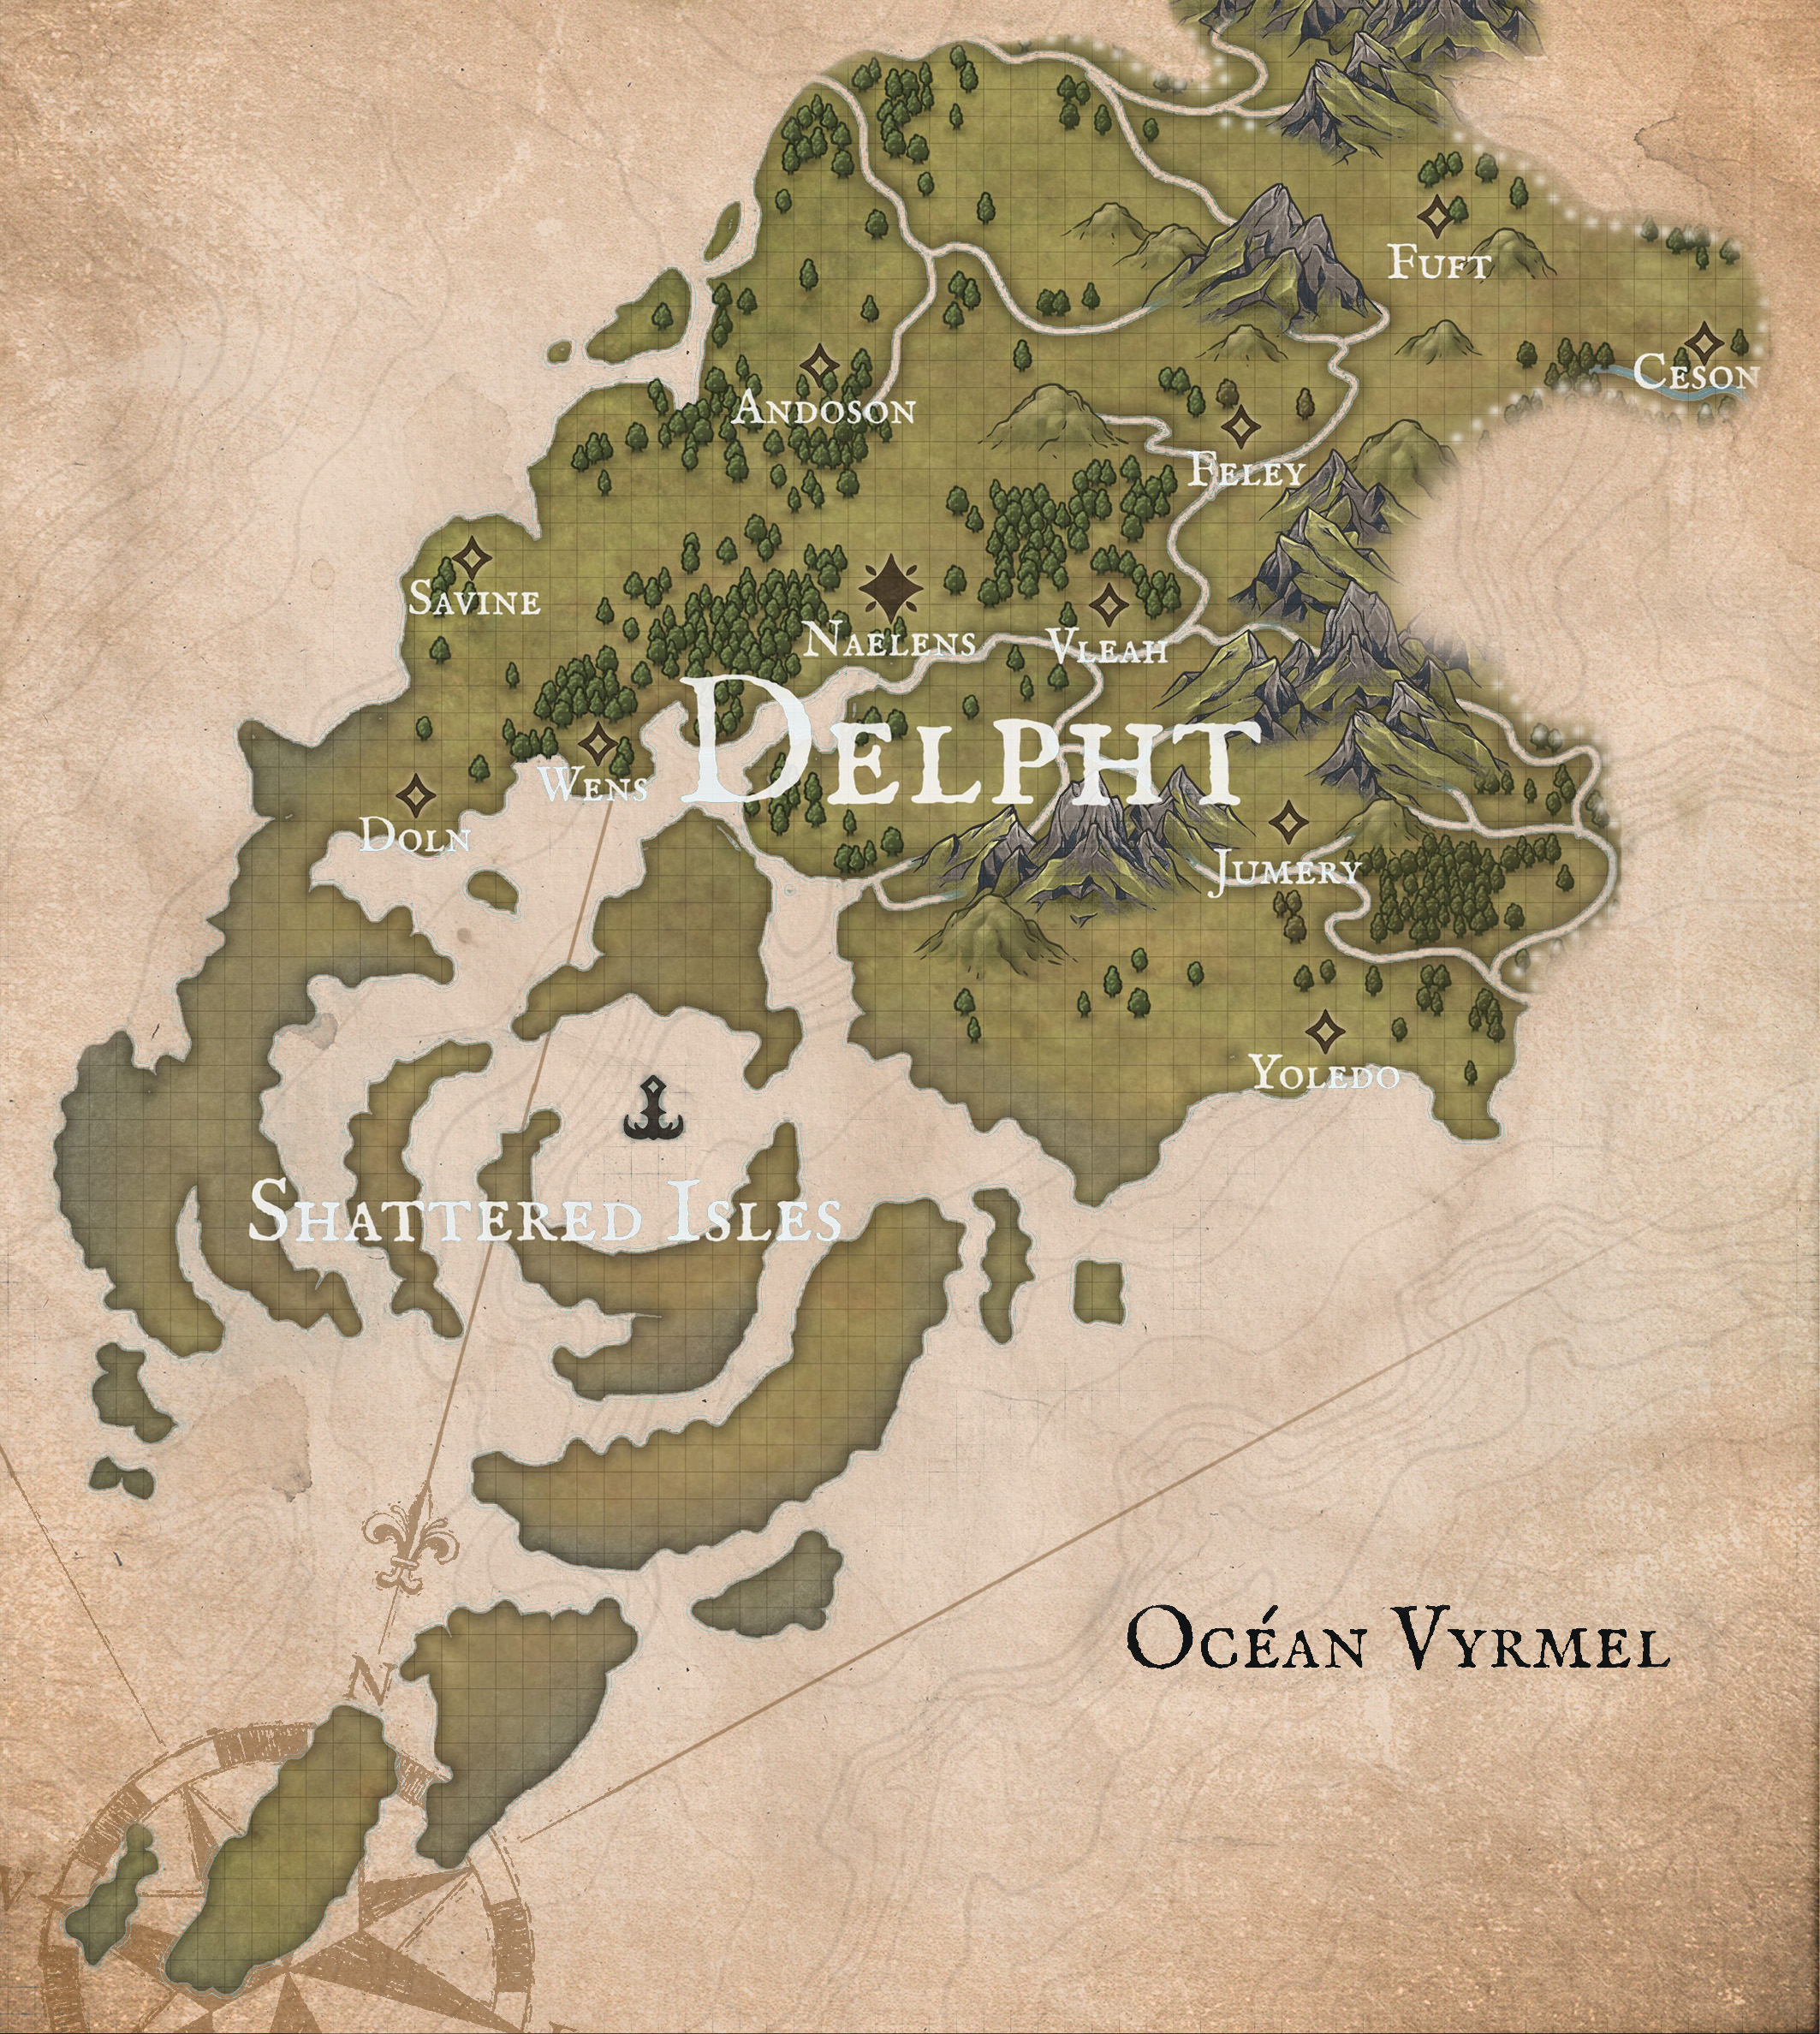 Fuft
Ceson
Andoson
Feley
Savine
Naelens
Vleah
Delpht
Wens
Doln
Jumery
Yoledo
Shattered Isles
Océan Vyrmel
N